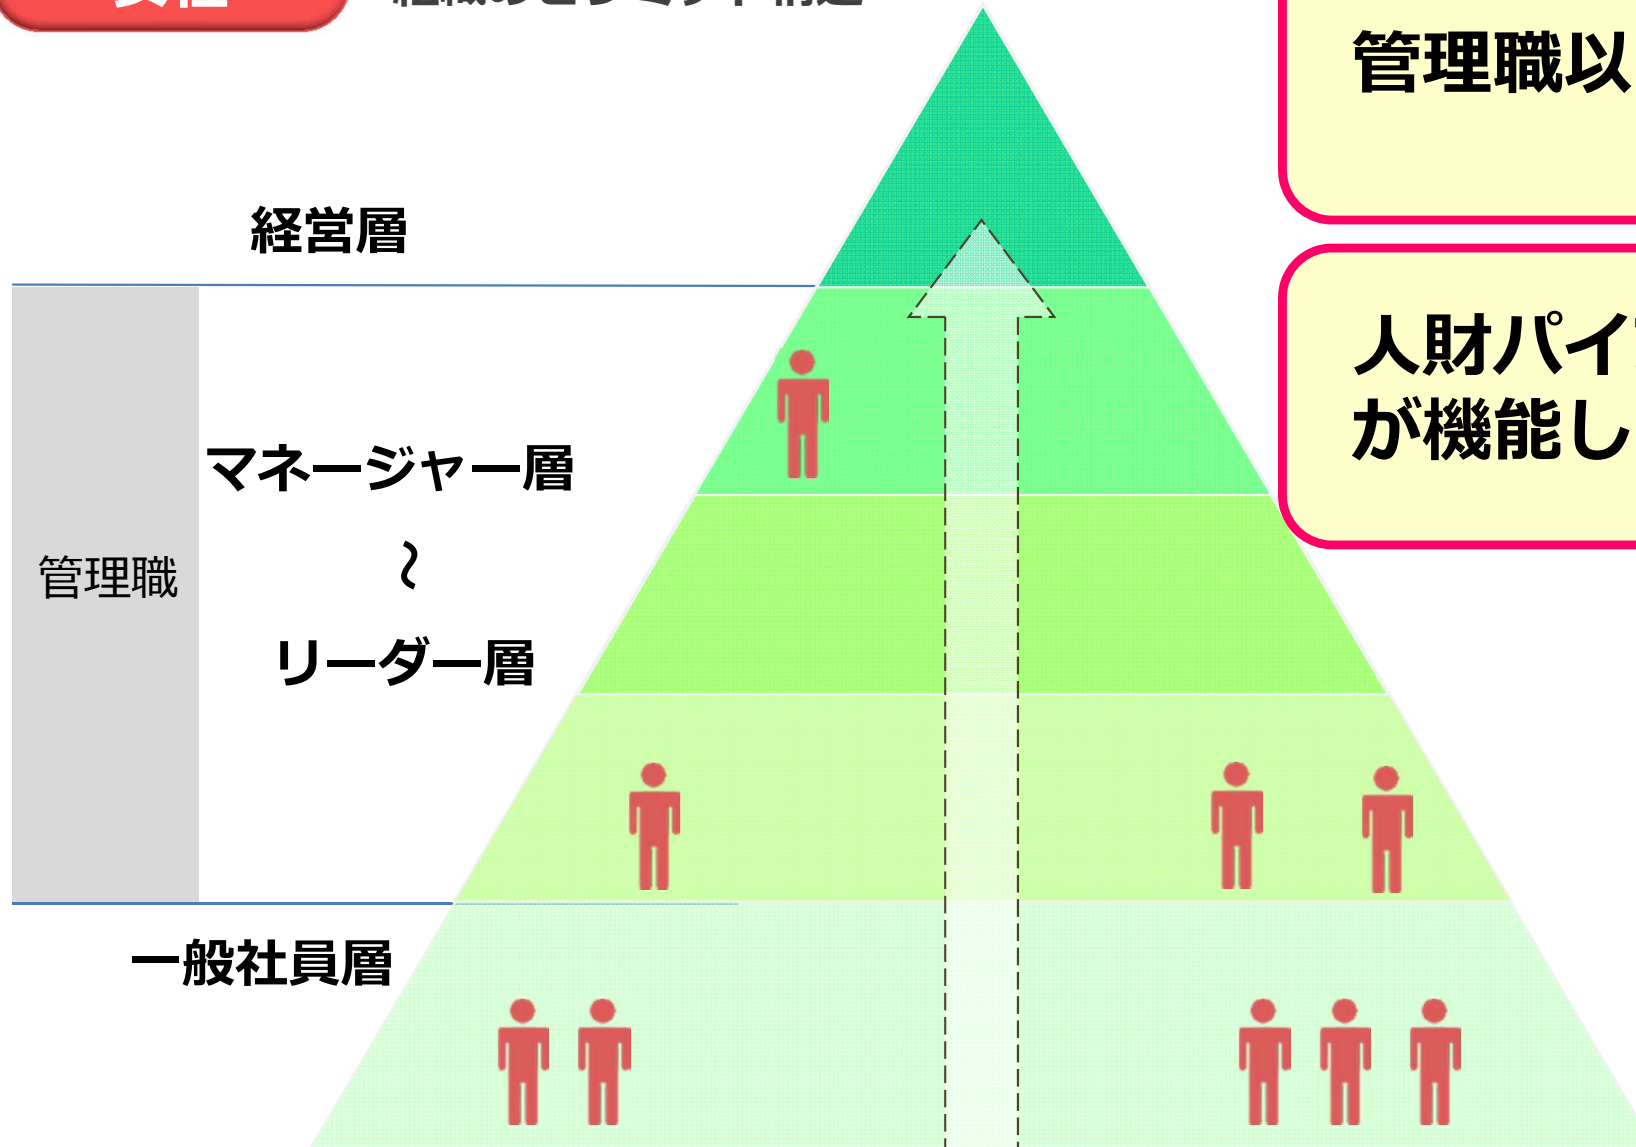 管理職以
経営層
人財パイ
が機能し
マネージャー層
～
管理職
リーダー層
一般社員層